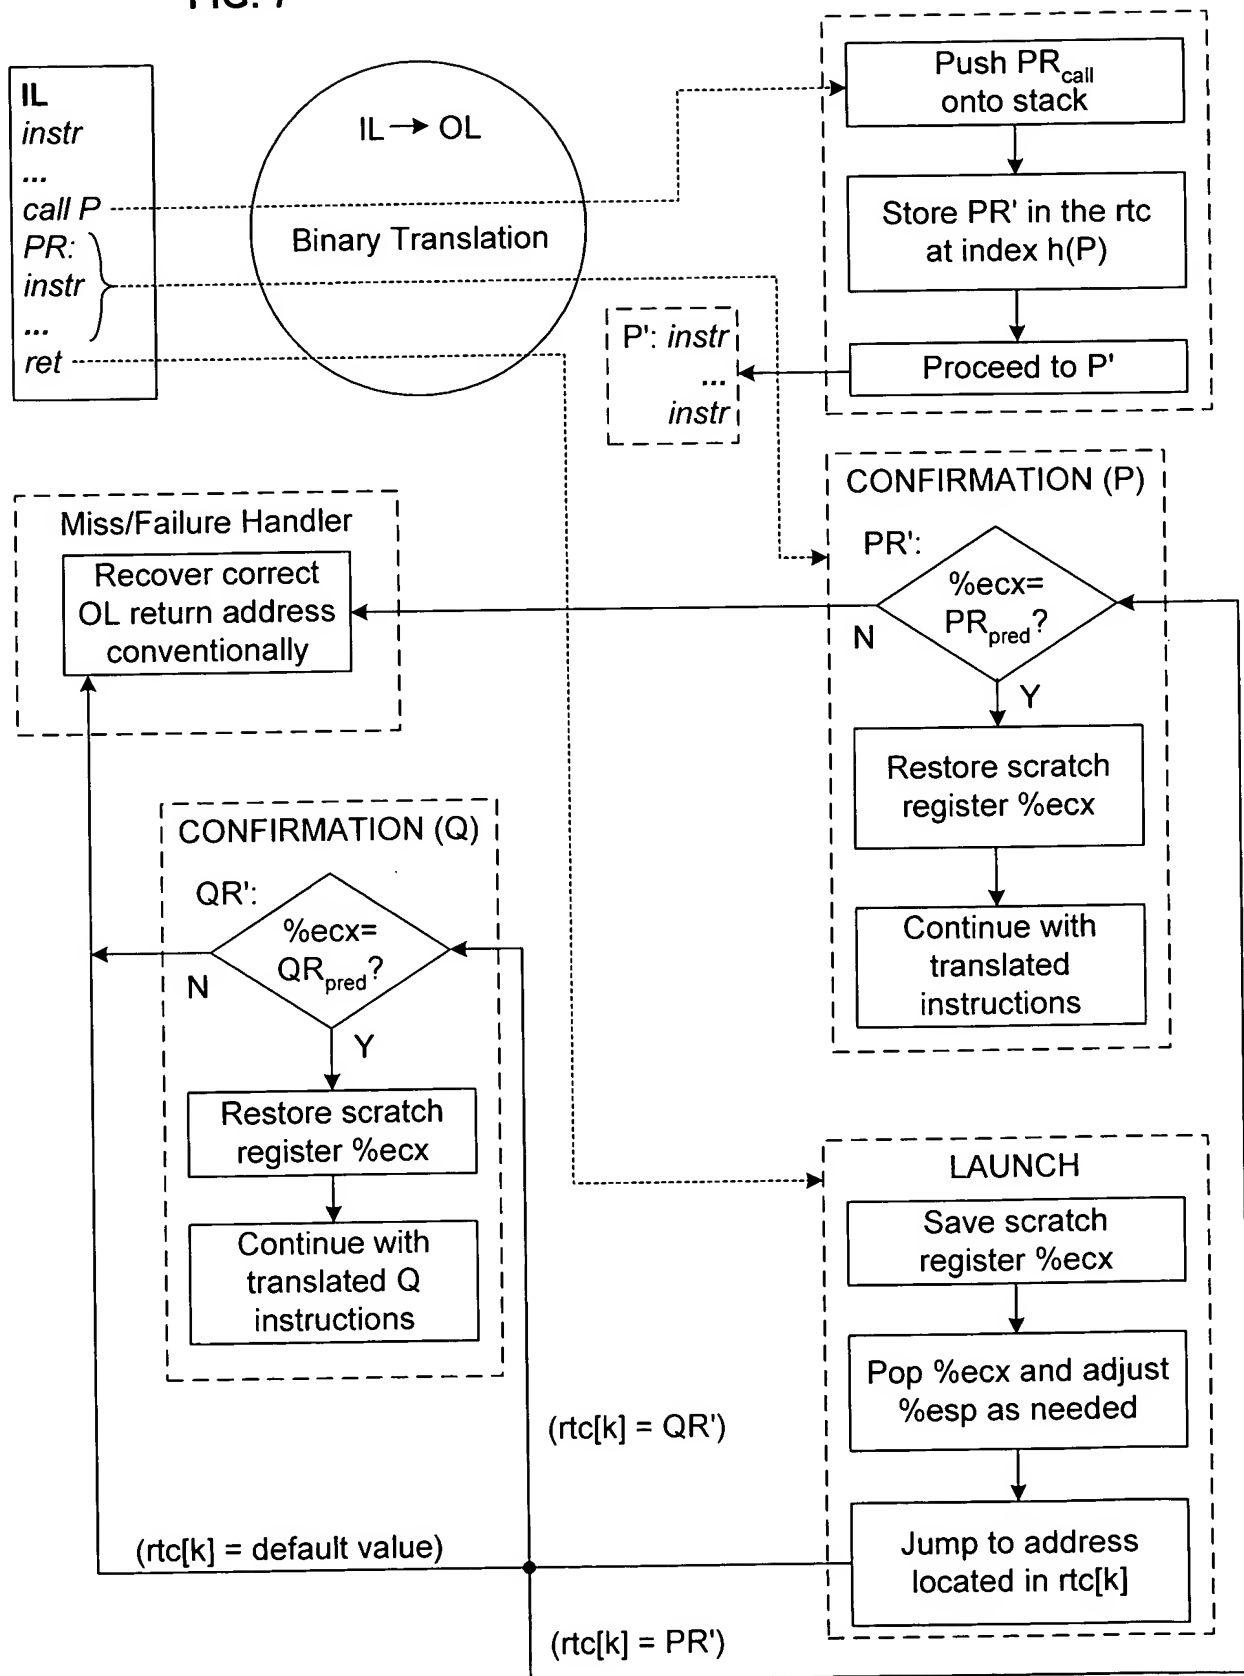 IL
instr
...
call P
PR:
instr
...
ret
IL → OL
Binary Translation
Push PRcall
onto stack
Store PR' in the rtc
at index h(P)
Proceed to P'
P': instr
...
instr
CONFIRMATION (P)
PR':
%ecx=
PRpred?
N
Y
Restore scratch
register %ecx
Continue with
translated
instructions
Miss/Failure Handler
Recover correct
OL return address
conventionally
CONFIRMATION (Q)
QR':
%ecx=
QRpred?
N
Y
Restore scratch
register %ecx
Continue with
translated Q
instructions
LAUNCH
Save scratch
register %ecx
Pop %ecx and adjust
%esp as needed
Jump to address
located in rtc[k]
(rtc[k] = QR')
(rtc[k] = default value)
(rtc[k] = PR')